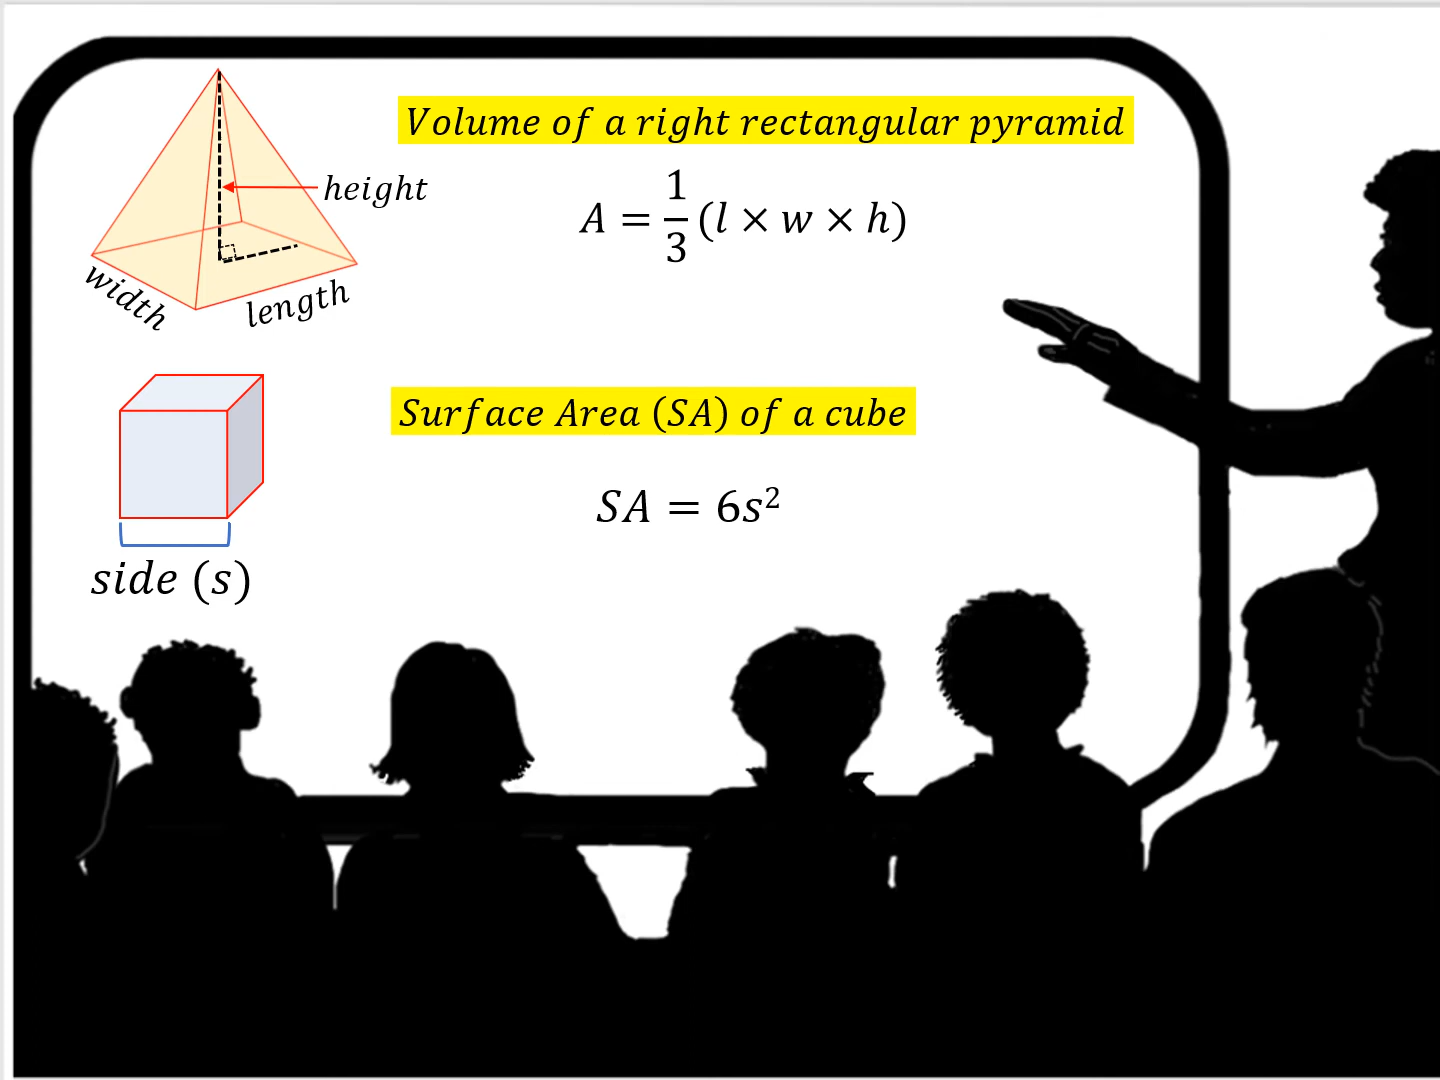 Volume of a right rectangular pyramid
A = 1/3 (l × w × h)
height
width
length
Surface Area (SA) of a cube
SA = 6s²
side (s)